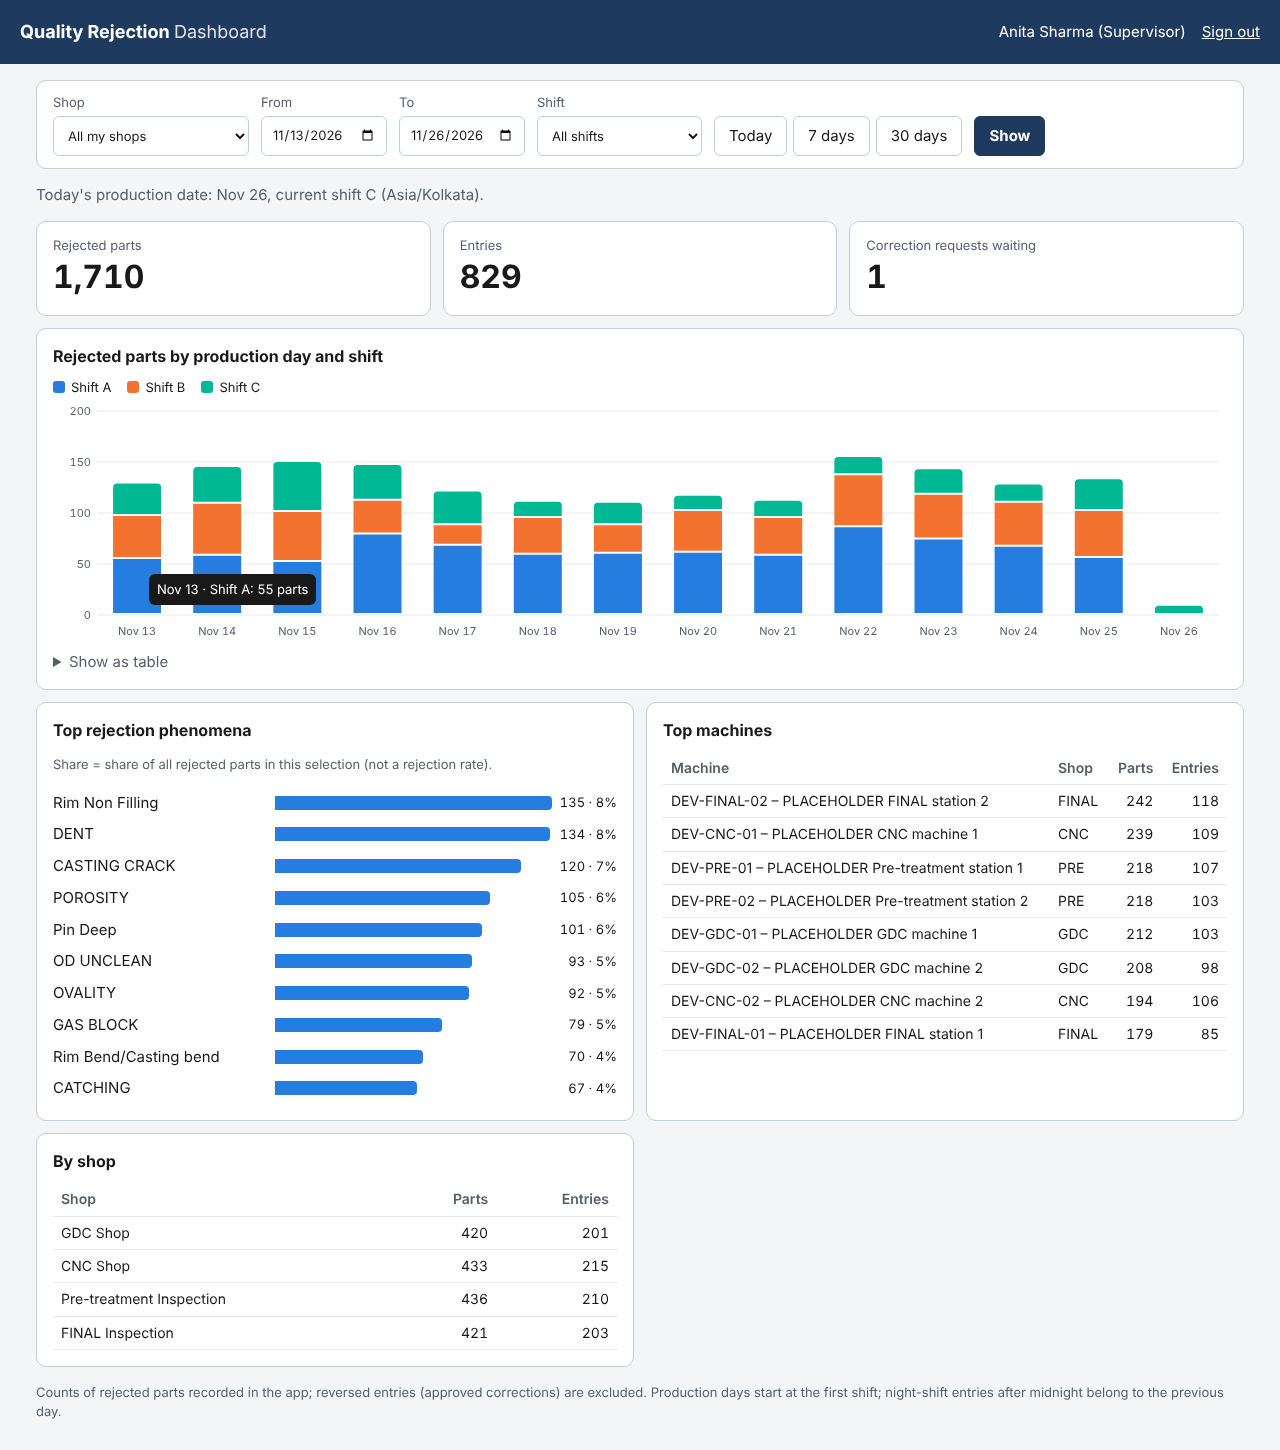 Quality Rejection Dashboard
Anita Sharma (Supervisor) Sign out
Shop From To Shift
All my shops 11/13/2026 11/26/2026 All shifts Today 7 days 30 days Show
Today's production date: Nov 26, current shift C (Asia/Kolkata).
Rejected parts
1,710
Entries
829
Correction requests waiting
1
Rejected parts by production day and shift
Shift A Shift B Shift C
200
150
100
50
0
Nov 13 · Shift A: 55 parts
Nov 13 Nov 14 Nov 15 Nov 16 Nov 17 Nov 18 Nov 19 Nov 20 Nov 21 Nov 22 Nov 23 Nov 24 Nov 25 Nov 26
Show as table
Top rejection phenomena
Share = share of all rejected parts in this selection (not a rejection rate).
Rim Non Filling 135 · 8%
DENT 134 · 8%
CASTING CRACK 120 · 7%
POROSITY 105 · 6%
Pin Deep 101 · 6%
OD UNCLEAN 93 · 5%
OVALITY 92 · 5%
GAS BLOCK 79 · 5%
Rim Bend/Casting bend 70 · 4%
CATCHING 67 · 4%
Top machines
Machine Shop Parts Entries
DEV-FINAL-02 – PLACEHOLDER FINAL station 2 FINAL 242 118
DEV-CNC-01 – PLACEHOLDER CNC machine 1 CNC 239 109
DEV-PRE-01 – PLACEHOLDER Pre-treatment station 1 PRE 218 107
DEV-PRE-02 – PLACEHOLDER Pre-treatment station 2 PRE 218 103
DEV-GDC-01 – PLACEHOLDER GDC machine 1 GDC 212 103
DEV-GDC-02 – PLACEHOLDER GDC machine 2 GDC 208 98
DEV-CNC-02 – PLACEHOLDER CNC machine 2 CNC 194 106
DEV-FINAL-01 – PLACEHOLDER FINAL station 1 FINAL 179 85
By shop
Shop Parts Entries
GDC Shop 420 201
CNC Shop 433 215
Pre-treatment Inspection 436 210
FINAL Inspection 421 203
Counts of rejected parts recorded in the app; reversed entries (approved corrections) are excluded. Production days start at the first shift; night-shift entries after midnight belong to the previous
day.